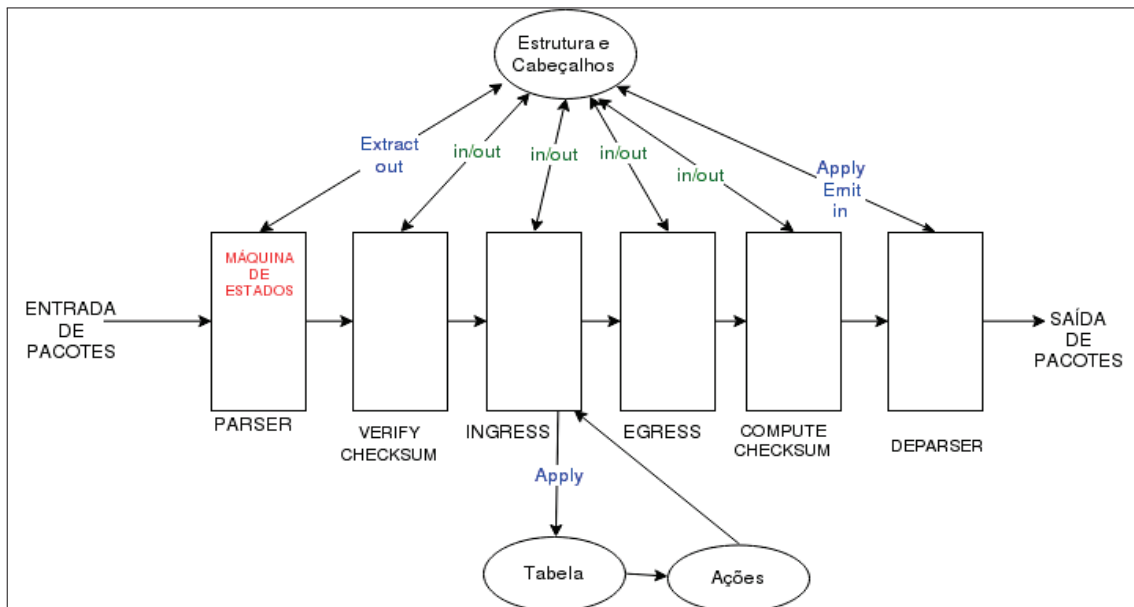 Estrutura e
Cabeçalhos
Extract
out
in/out
in/out
in/out
in/out
Apply
Emit
in
MÁQUINA
DE
ESTADOS
ENTRADA
DE
PACOTES
SAÍDA
DE
PACOTES
PARSER
VERIFY
CHECKSUM
INGRESS
EGRESS
COMPUTE
CHECKSUM
DEPARSER
Apply
Tabela
Ações